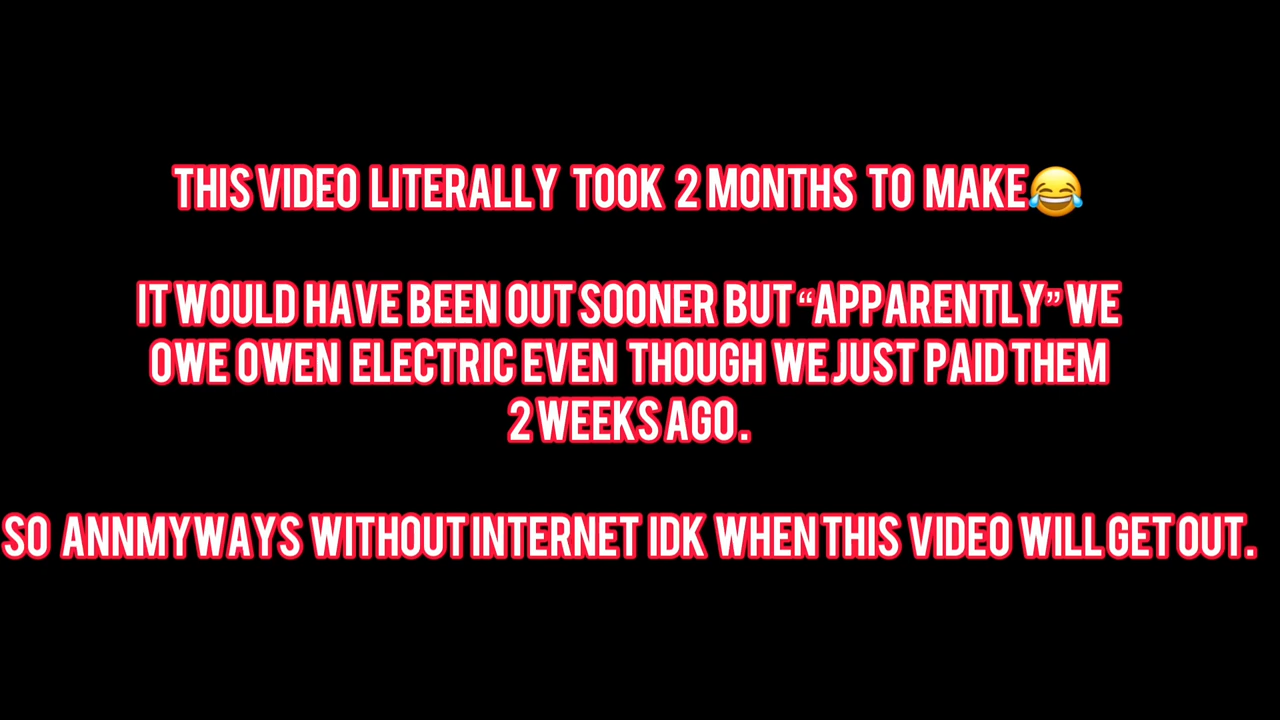 THIS VIDEO LITERALLY TOOK 2 MONTHS TO MAKE😂
IT WOULD HAVE BEEN OUT SOONER BUT “APPARENTLY” WE
OWE OWEN ELECTRIC EVEN THOUGH WE JUST PAID THEM
2 WEEKS AGO .
SO ANNMYWAYS WITHOUT INTERNET IDK WHEN THIS VIDEO WILL GET OUT.